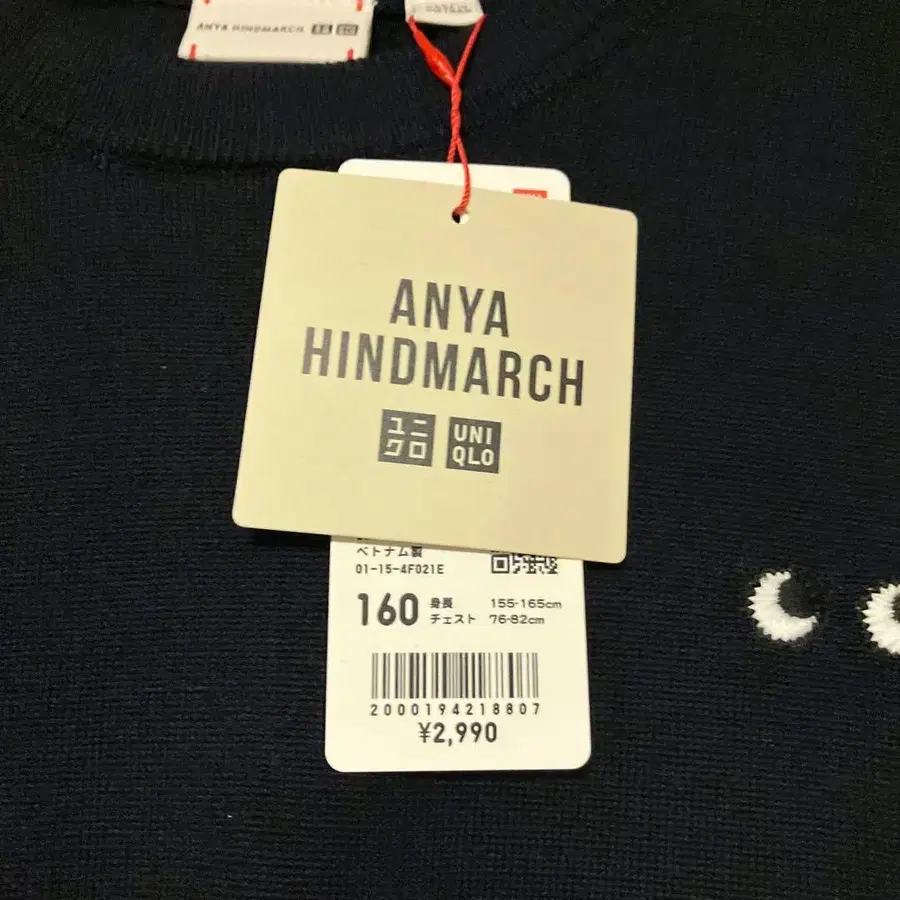 ANYA HINDMARCH
ANYA
HINDMARCH
ユニ
クロ
UNI
QLO
ベトナム製
01-15-4F021E
160 身長 155-165cm
チェスト 76-82cm
2000194218807
¥2,990